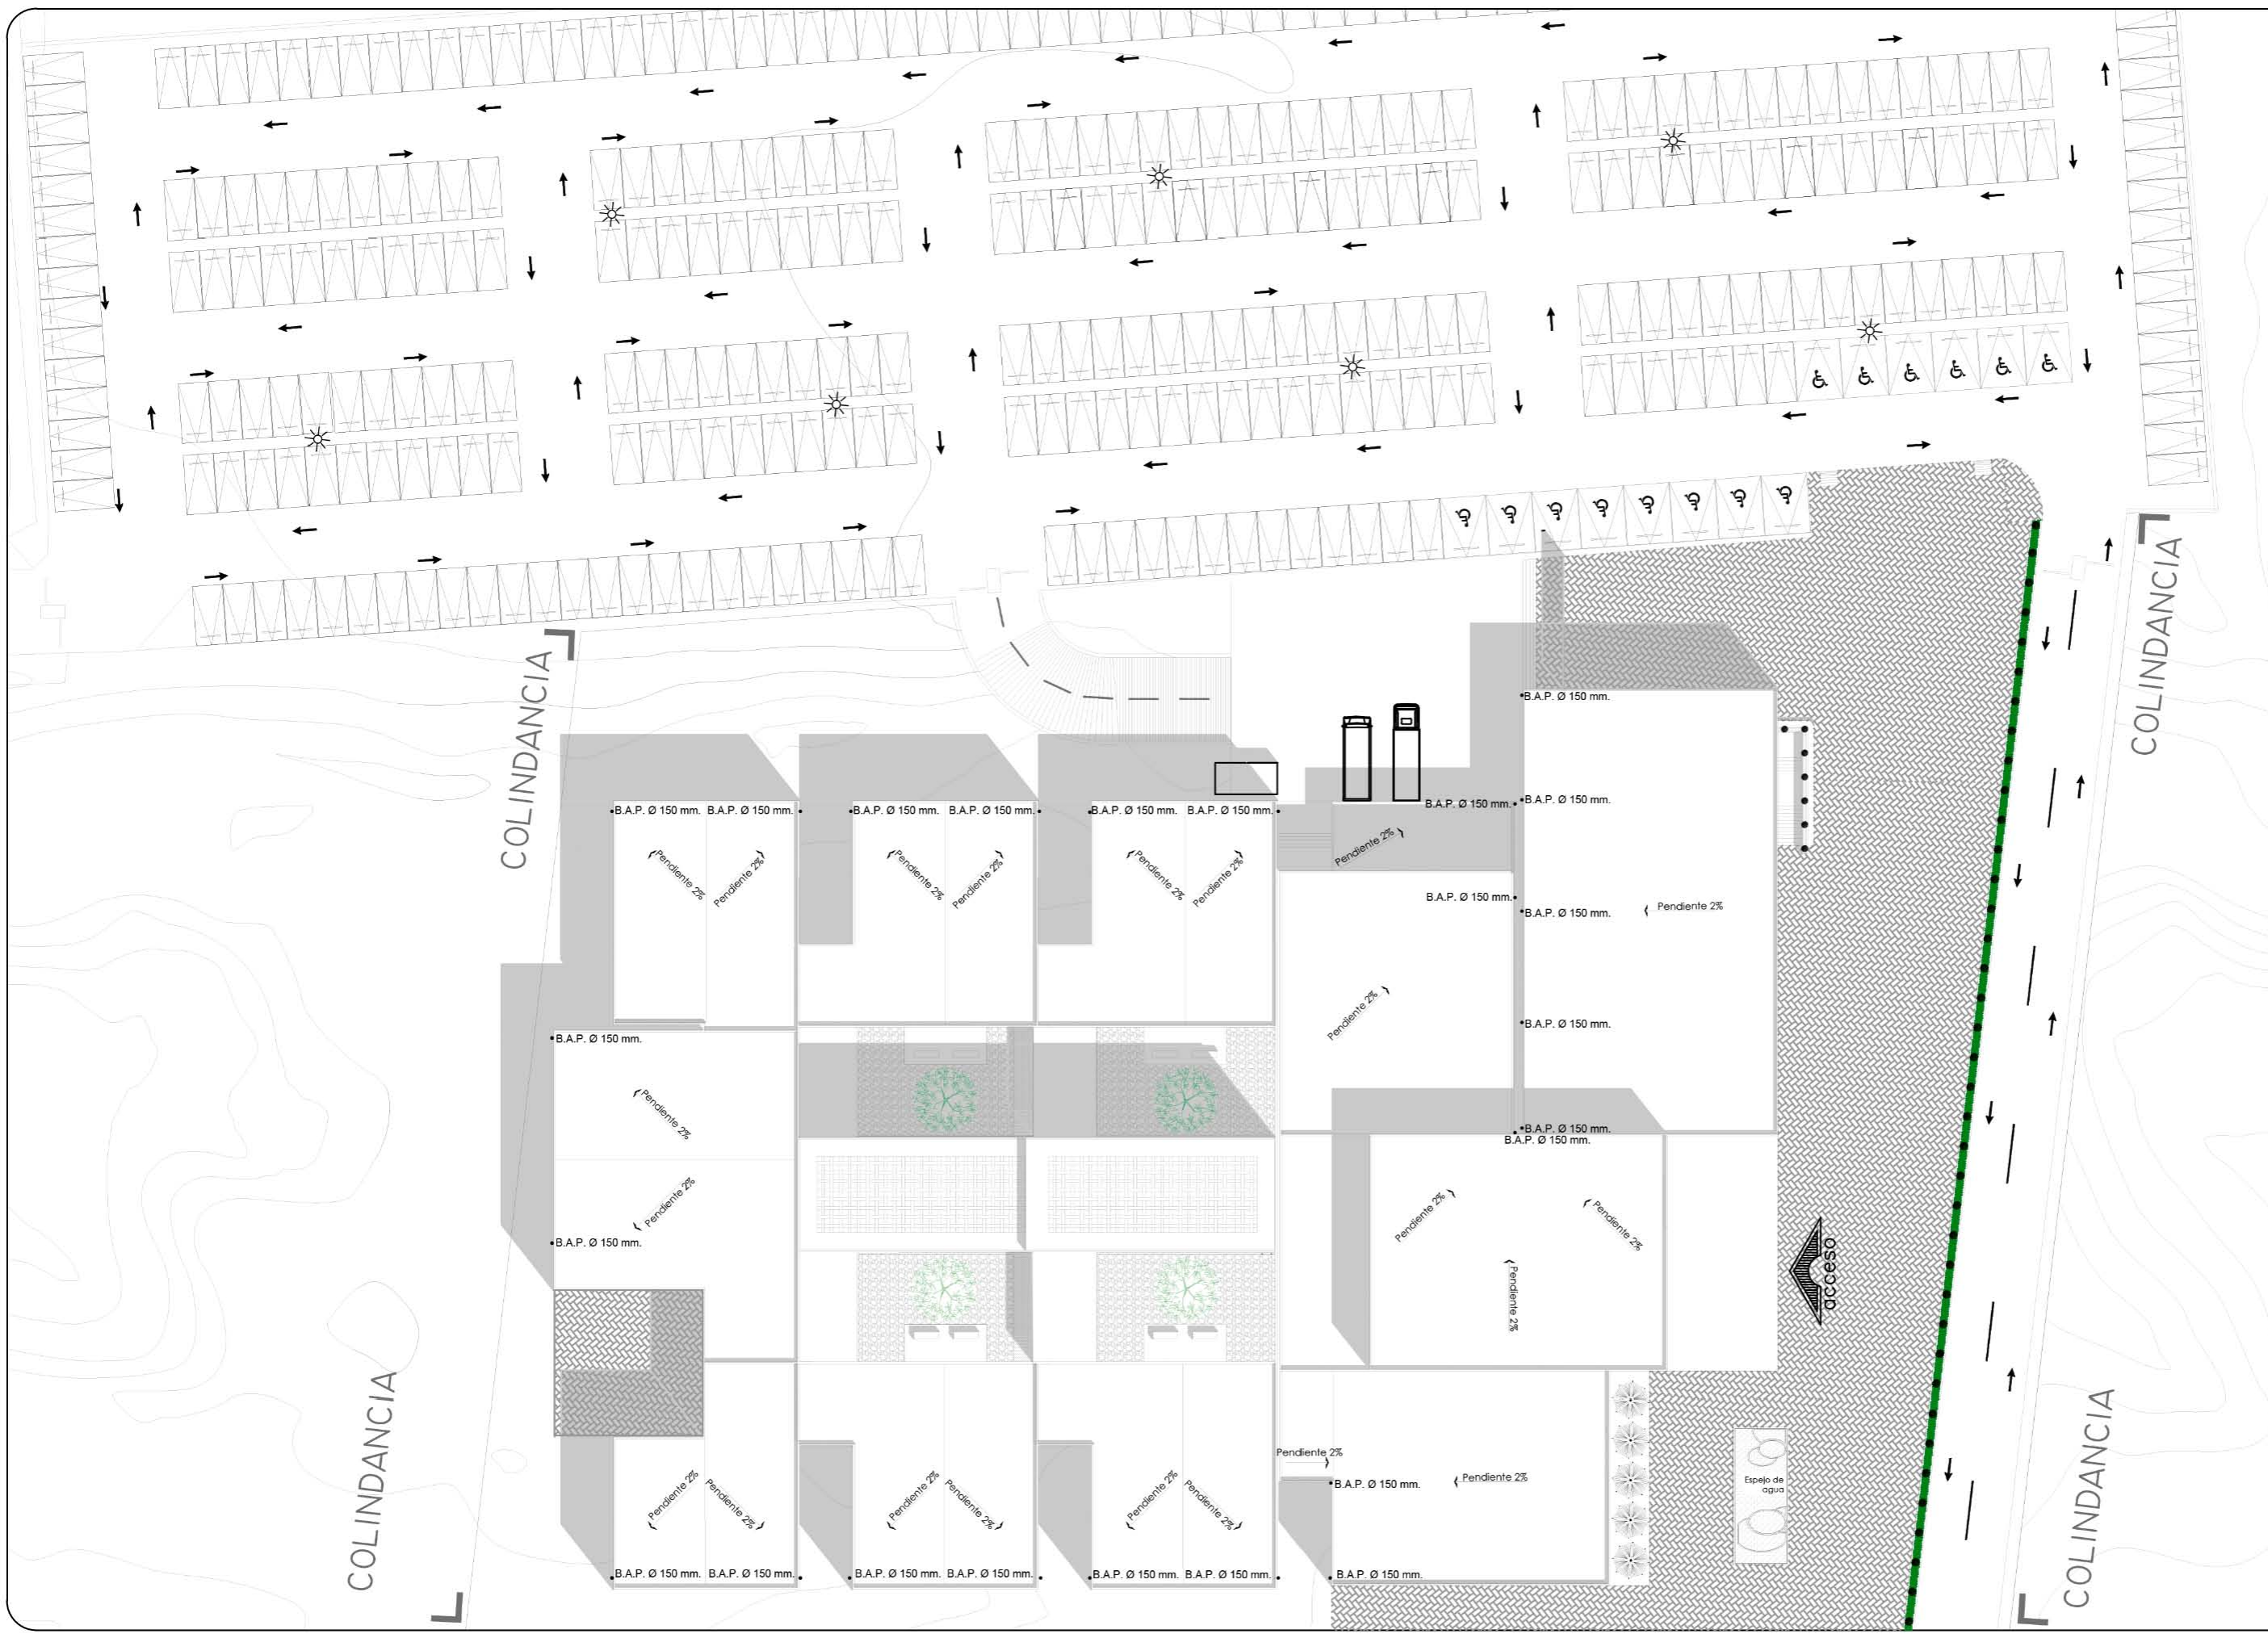 COLINDANCIA
COLINDANCIA
B.A.P. Ø 150 mm.
B.A.P. Ø 150 mm.
B.A.P. Ø 150 mm.
B.A.P. Ø 150 mm.
B.A.P. Ø 150 mm.
B.A.P. Ø 150 mm.
B.A.P. Ø 150 mm.
B.A.P. Ø 150 mm.
B.A.P. Ø 150 mm.
Pendiente 2%
Pendiente 2%
Pendiente 2%
Pendiente 2%
Pendiente 2%
Pendiente 2%
Pendiente 2%
B.A.P. Ø 150 mm.
B.A.P. Ø 150 mm.
Pendiente 2%
Pendiente 2%
B.A.P. Ø 150 mm.
B.A.P. Ø 150 mm.
Pendiente 2%
B.A.P. Ø 150 mm.
B.A.P. Ø 150 mm.
Pendiente 2%
B.A.P. Ø 150 mm.
Pendiente 2%
Pendiente 2%
Pendiente 2%
acceso
COLINDANCIA
COLINDANCIA
Pendiente 2%
Pendiente 2%
Pendiente 2%
Pendiente 2%
Pendiente 2%
Pendiente 2%
Pendiente 2%
B.A.P. Ø 150 mm.
Pendiente 2%
Espejo de
agua
B.A.P. Ø 150 mm.
B.A.P. Ø 150 mm.
B.A.P. Ø 150 mm.
B.A.P. Ø 150 mm.
B.A.P. Ø 150 mm.
B.A.P. Ø 150 mm.
B.A.P. Ø 150 mm.